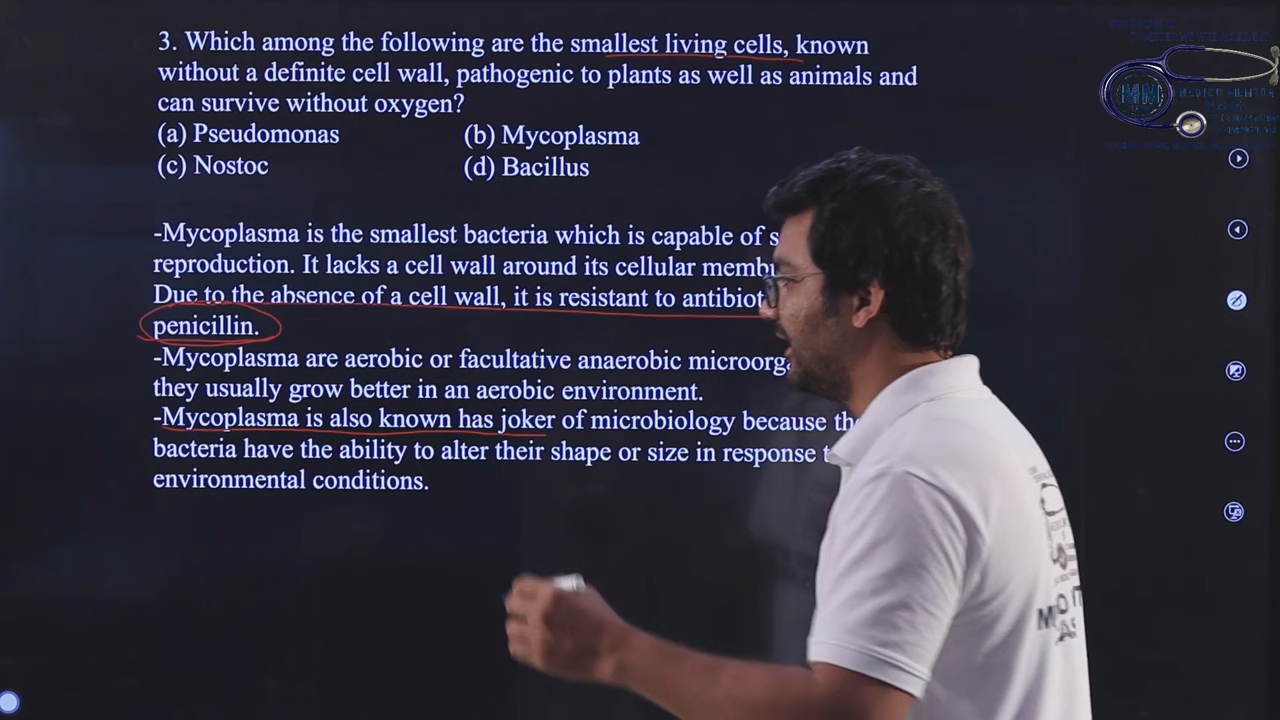 3. Which among the following are the smallest living cells, known
without a definite cell wall, pathogenic to plants as well as animals and
can survive without oxygen?
(a) Pseudomonas (b) Mycoplasma
(c) Nostoc (d) Bacillus
-Mycoplasma is the smallest bacteria which is capable of
reproduction. It lacks a cell wall around its cellular
Due to the absence of a cell wall, it is resistant to
penicillin.
-Mycoplasma are aerobic or facultative anaerobic
they usually grow better in an aerobic environment.
-Mycoplasma is also known has joker of microbiology because
bacteria have the ability to alter their shape or size in response
environmental conditions.
MM